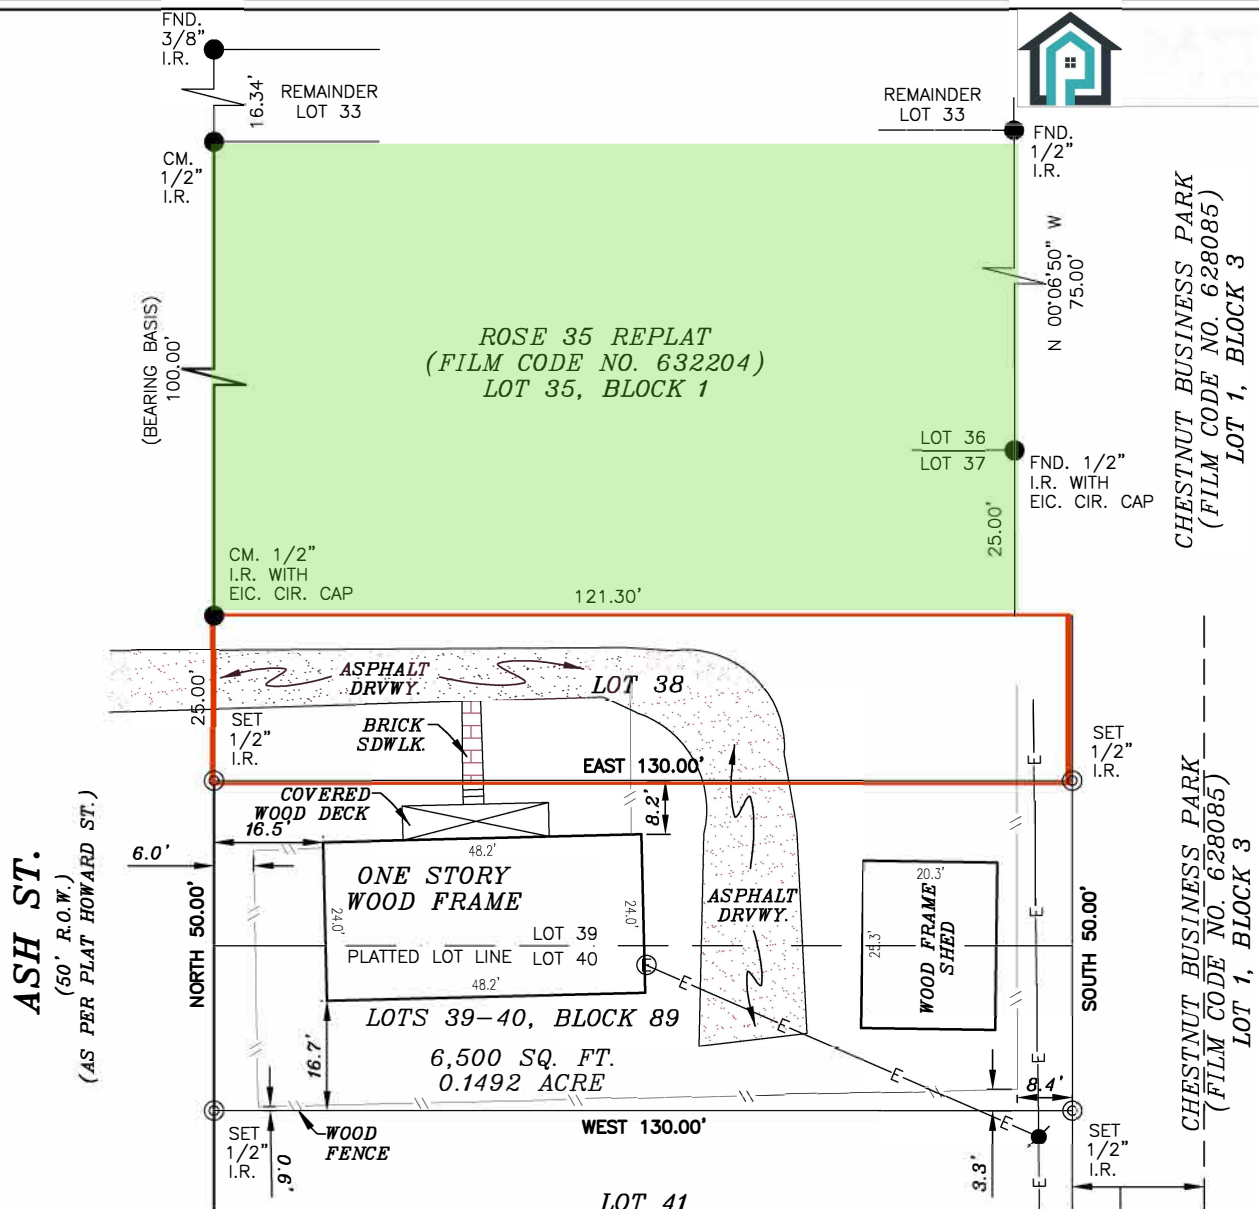 FND.
3/8"
I.R.
16.34'
REMAINDER
LOT 33
REMAINDER
LOT 33
FND.
1/2"
I.R.
CM.
1/2"
I.R.
N 00°06'50" W
75.00'
CHESTNUT BUSINESS PARK
(FILM CODE NO. 628085)
LOT 1, BLOCK 3
(BEARING BASIS)
100.00'
ROSE 35 REPLAT
(FILM CODE NO. 632204)
LOT 35, BLOCK 1
LOT 36
LOT 37
FND. 1/2"
I.R. WITH
EIC. CIR. CAP
25.00'
CM. 1/2"
I.R. WITH
EIC. CIR. CAP
121.30'
ASPHALT
DRVWY.
LOT 38
25.00'
SET
1/2"
I.R.
BRICK
SDWLK.
SET
1/2"
I.R.
EAST 130.00'
E
COVERED
WOOD DECK
8.2'
16.5'
6.0'
48.2'
ONE STORY
WOOD FRAME
24.0'
24.0'
LOT 39
PLATTED LOT LINE
LOT 40
48.2'
E
E
ASPHALT
DRVWY.
20.3'
25.3'
WOOD FRAME
SHED
E
NORTH 50.00'
SOUTH 50.00'
ASH ST.
(50' R.O.W.)
(AS PER PLAT HOWARD ST.)
CHESTNUT BUSINESS PARK
(FILM CODE NO. 628085)
LOT 1, BLOCK 3
LOTS 39-40, BLOCK 89
6,500 SQ. FT.
0.1492 ACRE
16.7'
E
E
E
8.4'
E
WEST 130.00'
SET
1/2"
I.R.
WOOD
FENCE
0.6'
3.3'
E
SET
1/2"
I.R.
LOT 41